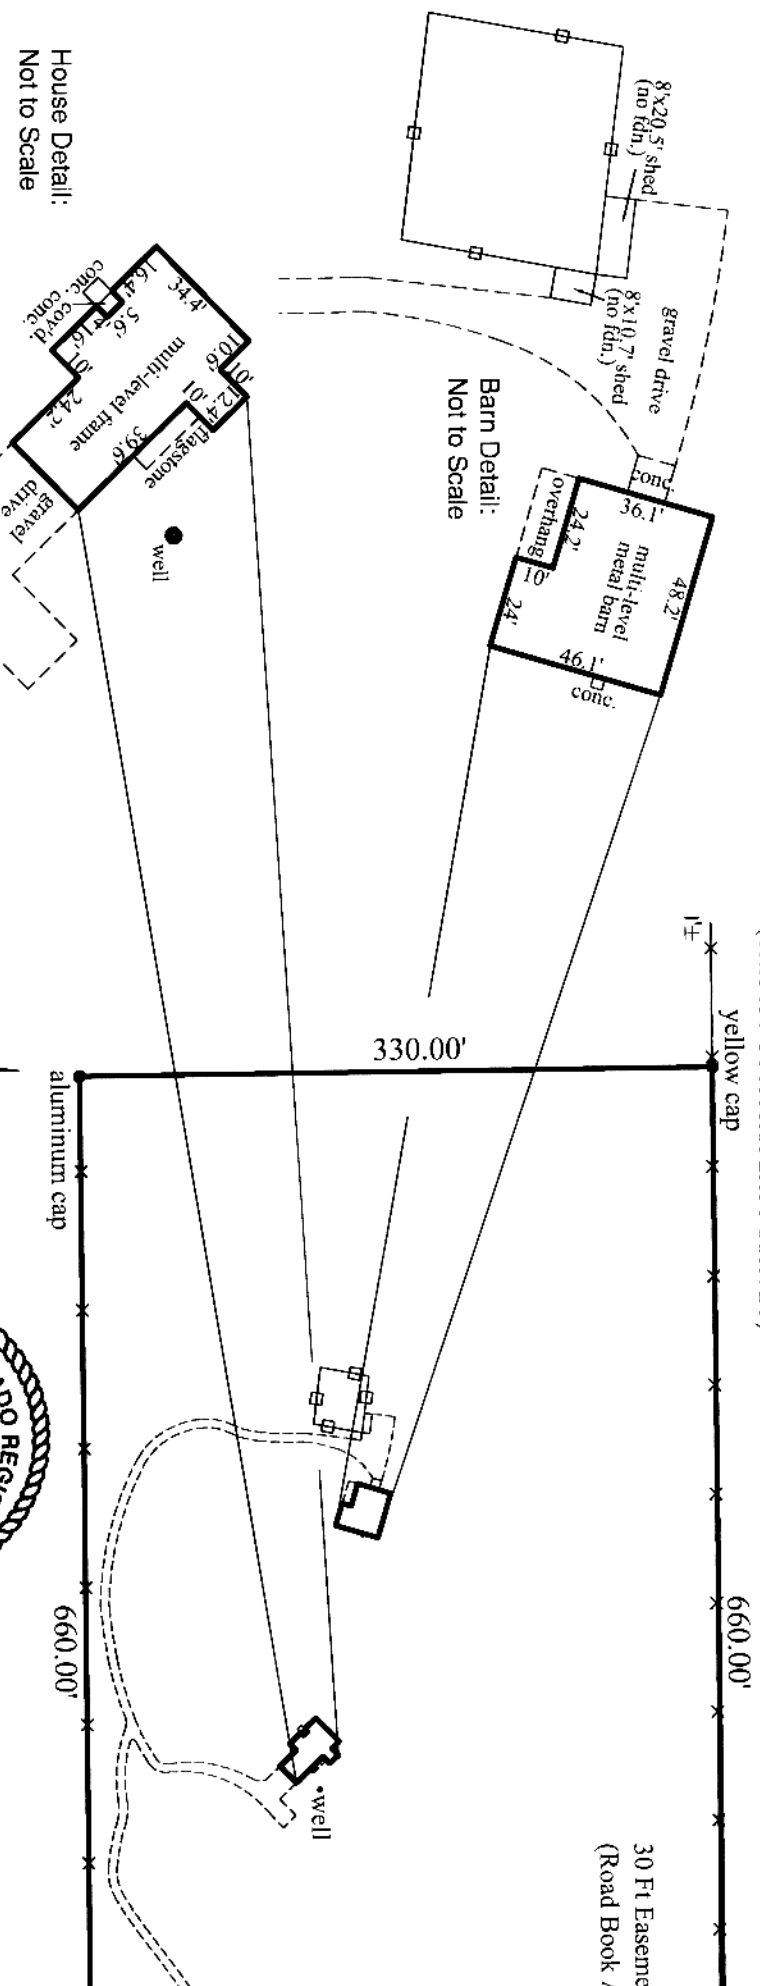 House Detail:
Not to Scale
8'x20.5' shed
(no fdn.)
8'x10.7' shed
(no fdn.)
gravel drive
Barn Detail:
Not to Scale
conc.
36.1'
overhang
24.2'
10'
24'
multi-level
metal barn
48.2'
46.1'
conc.
34.4'
16.4'
conc.
cov'd.
conc.
5.6'
16'
10'
24.2'
multi-level frame
10.6'
10'
12.4'
10'
39.6'
flagstone
gravel
drive
well
1'±
yellow cap
330.00'
aluminum cap
660.00'
660.00'
well
30 Ft Easeme
(Road Book
ADO REGIS